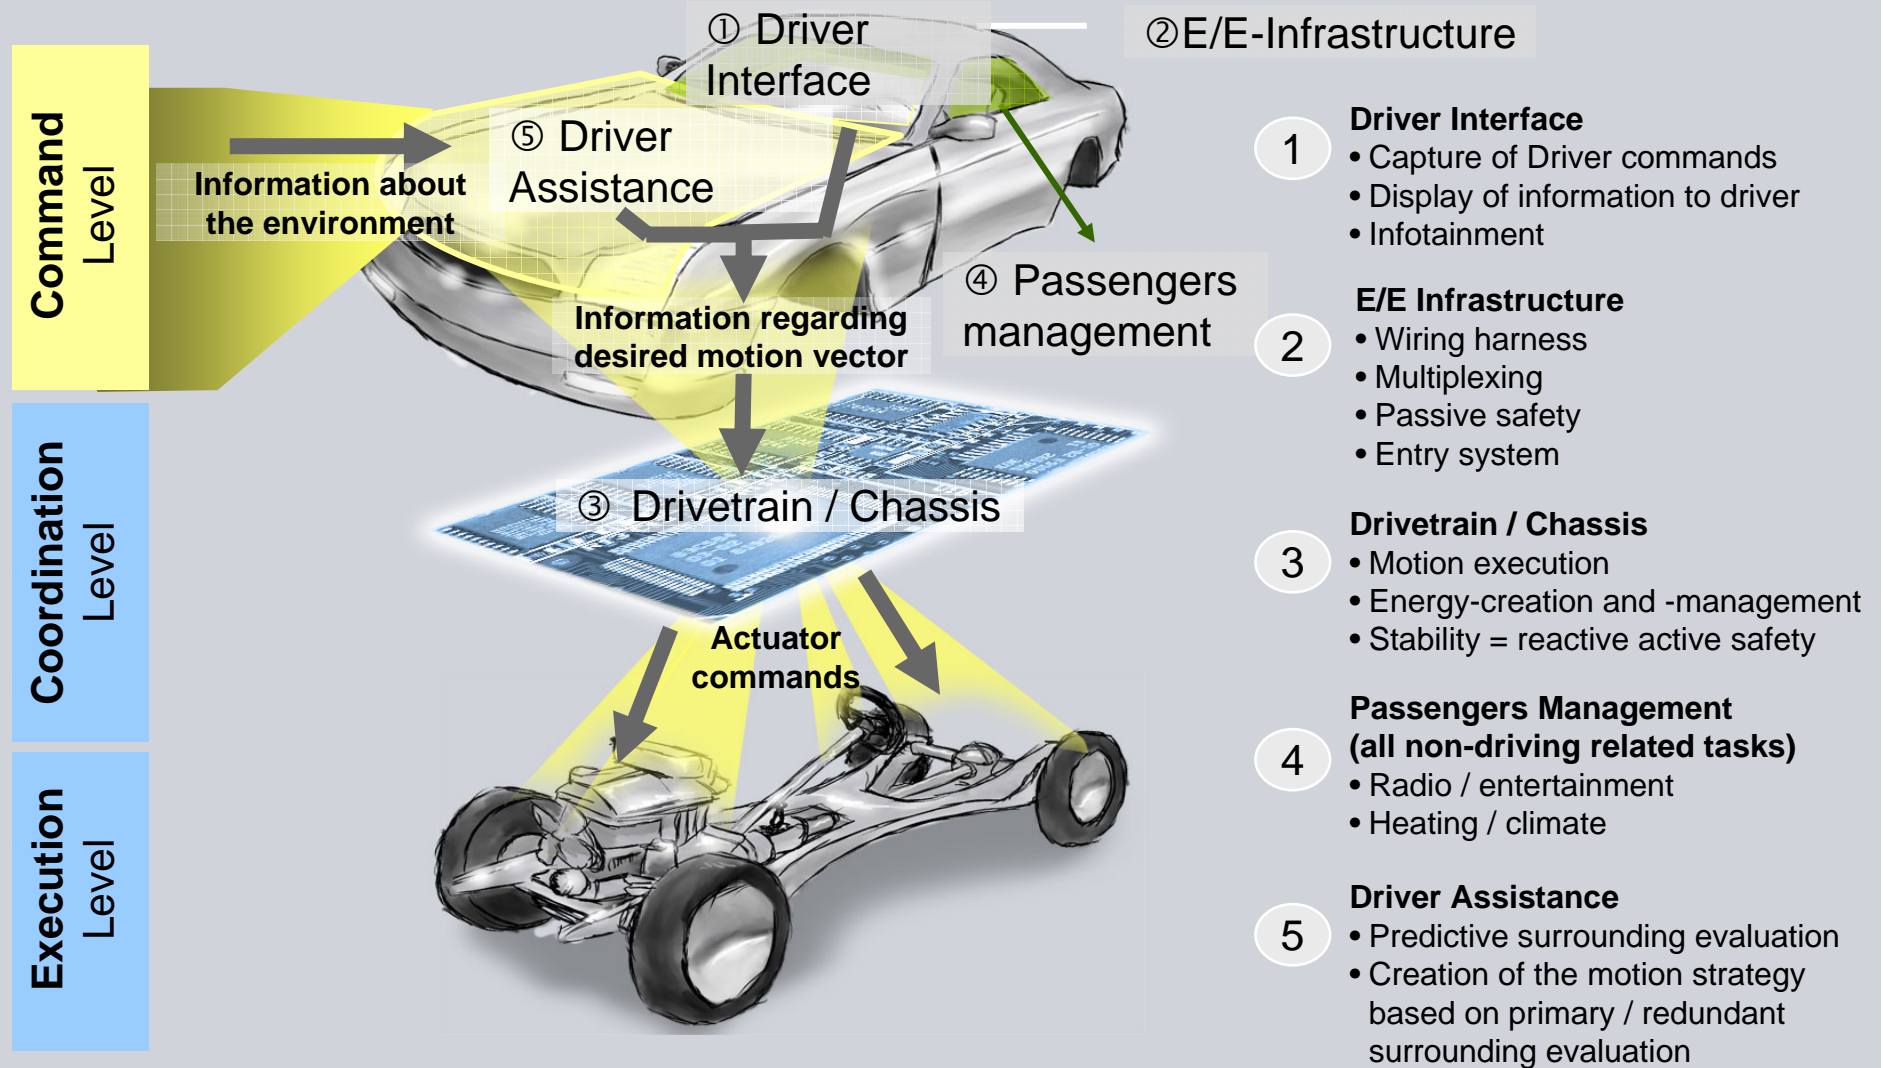 ① Driver
Interface
②E/E-Infrastructure
Command
Level
⑤ Driver
Assistance
Information about
the environment
④ Passengers
management
Information regarding
desired motion vector
Coordination
Level
③ Drivetrain / Chassis
Actuator
commands
Execution
Level
1
Driver Interface
• Capture of Driver commands
• Display of information to driver
• Infotainment
2
E/E Infrastructure
• Wiring harness
• Multiplexing
• Passive safety
• Entry system
3
Drivetrain / Chassis
• Motion execution
• Energy-creation and -management
• Stability = reactive active safety
4
Passengers Management
(all non-driving related tasks)
• Radio / entertainment
• Heating / climate
5
Driver Assistance
• Predictive surrounding evaluation
• Creation of the motion strategy
based on primary / redundant
surrounding evaluation